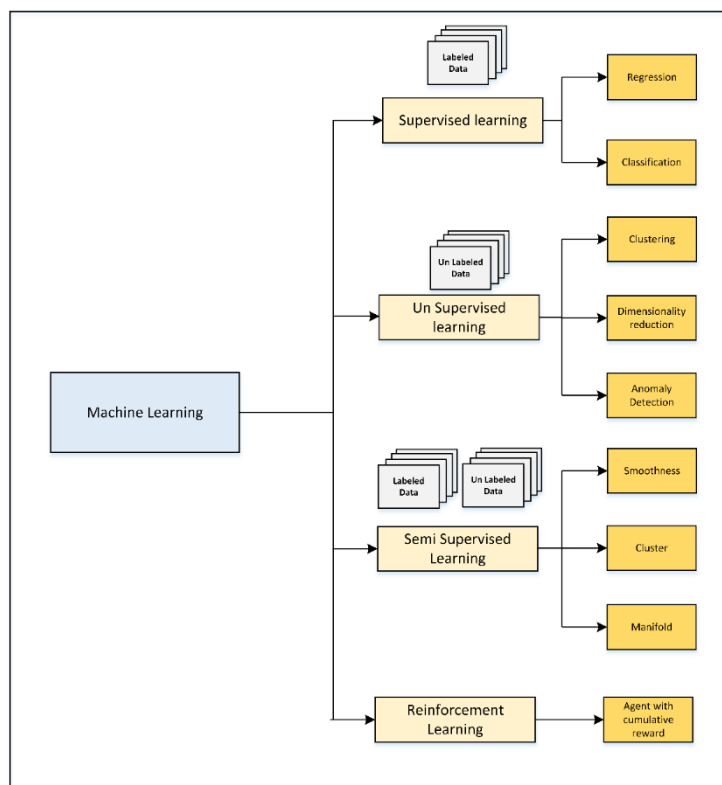 Labeled
Data
Supervised learning
Regression
Classification
Un Labeled
Data
Un Supervised
learning
Clustering
Dimensionality
reduction
Anomaly
Detection
Machine Learning
Labeled
Data
Un Labeled
Data
Semi Supervised
Learning
Smoothness
Cluster
Manifold
Reinforcement
Learning
Agent with
cumulative
reward